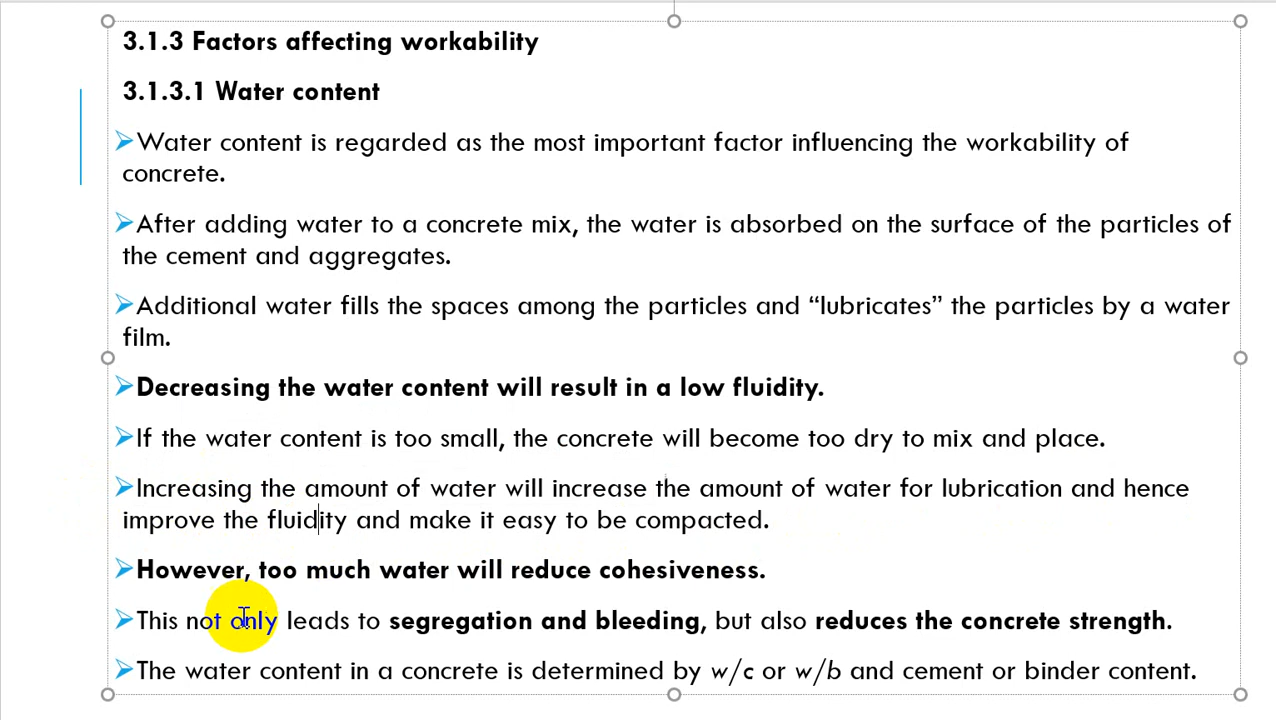 3.1.3 Factors affecting workability
3.1.3.1 Water content
➢Water content is regarded as the most important factor influencing the workability of
concrete.
➢After adding water to a concrete mix, the water is absorbed on the surface of the particles of
the cement and aggregates.
➢Additional water fills the spaces among the particles and “lubricates” the particles by a water
film.
➢Decreasing the water content will result in a low fluidity.
➢If the water content is too small, the concrete will become too dry to mix and place.
➢Increasing the amount of water will increase the amount of water for lubrication and hence
improve the fluidity and make it easy to be compacted.
➢However, too much water will reduce cohesiveness.
➢This not only leads to segregation and bleeding, but also reduces the concrete strength.
➢The water content in a concrete is determined by w/c or w/b and cement or binder content.